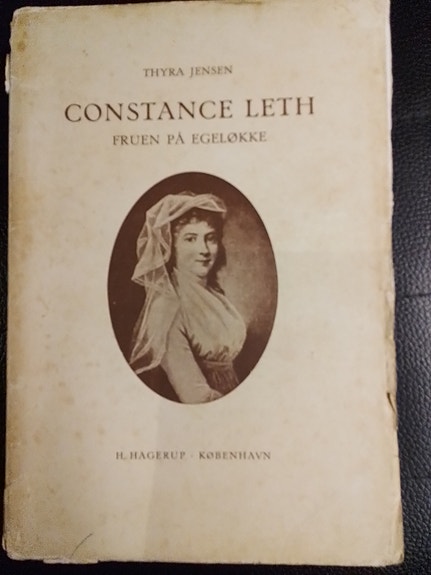 THYRA JENSEN
CONSTANCE LETH
FRUEN PÅ EGELØKKE
H. HAGERUP · KØBENHAVN